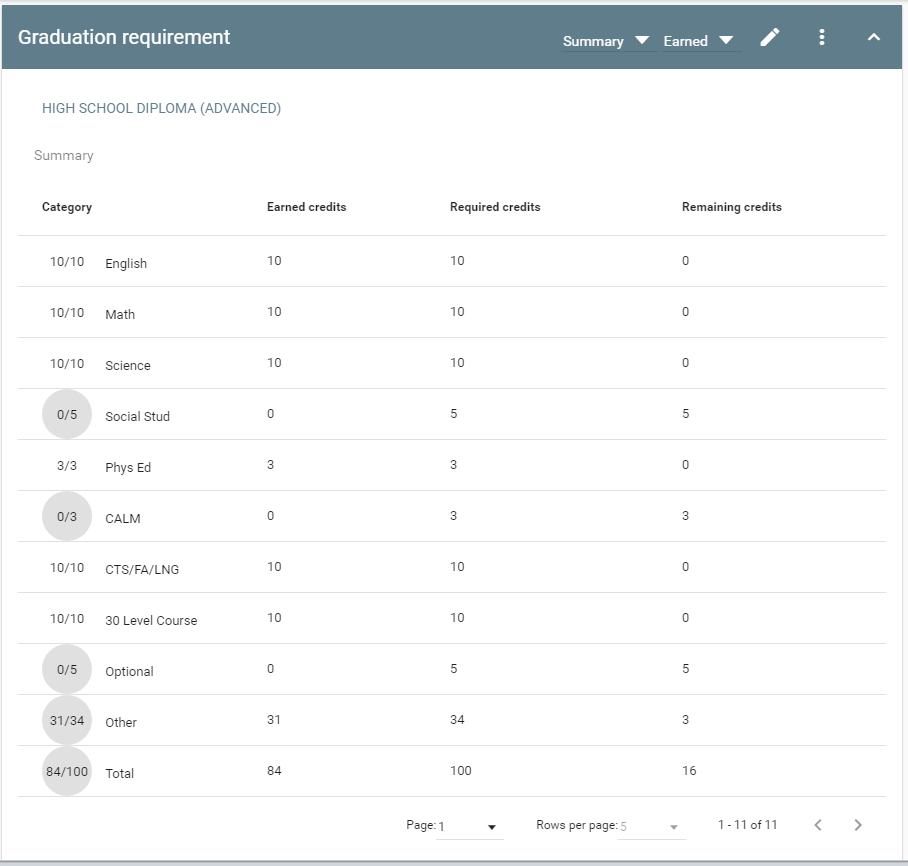 Graduation requirement Summary Earned
HIGH SCHOOL DIPLOMA (ADVANCED)
Summary
Category Earned credits Required credits Remaining credits
10/10 English 10 10 0
10/10 Math 10 10 0
10/10 Science 10 10 0
0/5 Social Stud 0 5 5
3/3 Phys Ed 3 3 0
0/3 CALM 0 3 3
10/10 CTS/FA/LNG 10 10 0
10/10 30 Level Course 10 10 0
0/5 Optional 0 5 5
31/34 Other 31 34 3
84/100 Total 84 100 16
Page: 1 Rows per page: 5 1 - 11 of 11